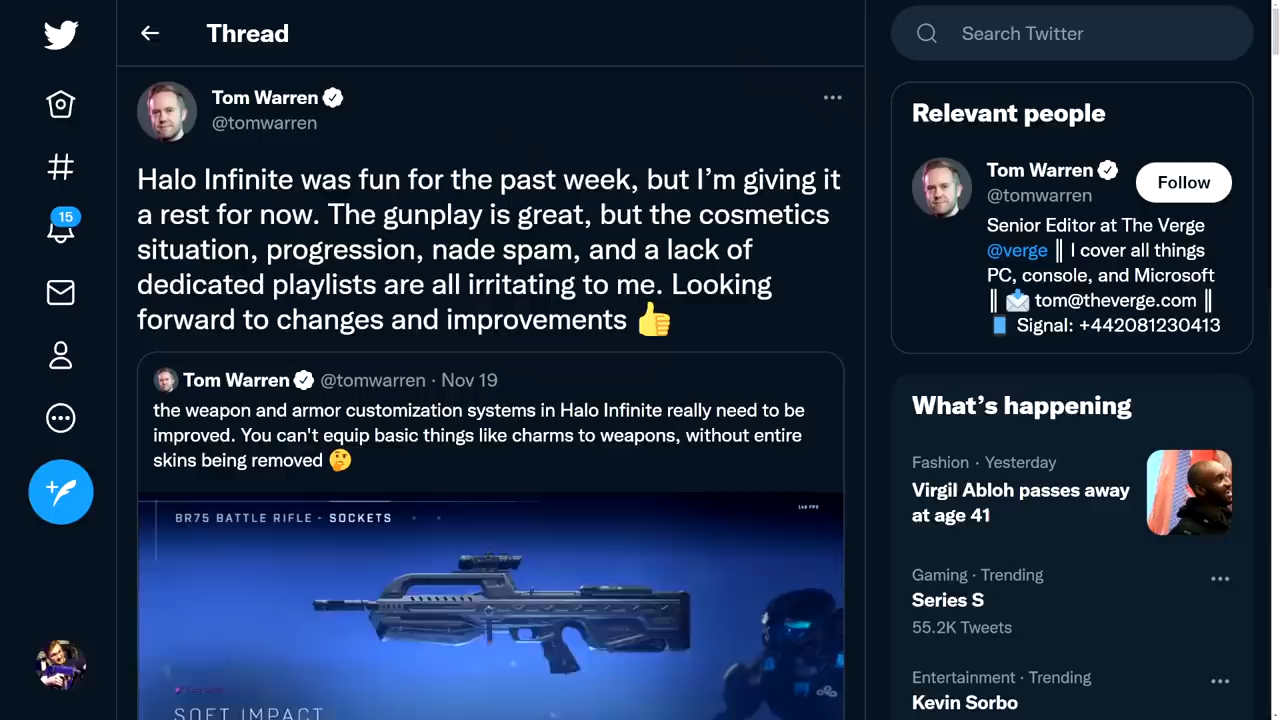 Thread
Search Twitter
Tom Warren
@tomwarren
Halo Infinite was fun for the past week, but I’m giving it
a rest for now. The gunplay is great, but the cosmetics
situation, progression, nade spam, and a lack of
dedicated playlists are all irritating to me. Looking
forward to changes and improvements 👍
Tom Warren @tomwarren · Nov 19
the weapon and armor customization systems in Halo Infinite really need to be
improved. You can't equip basic things like charms to weapons, without entire
skins being removed 🤔
BR75 BATTLE RIFLE - SOCKETS
SOFT IMPACT
15
Relevant people
Tom Warren
@tomwarren
Follow
Senior Editor at The Verge
@verge || I cover all things
PC, console, and Microsoft
|| 📩 tom@theverge.com ||
📘 Signal: +442081230413
What’s happening
Fashion · Yesterday
Virgil Abloh passes away
at age 41
Gaming · Trending
Series S
55.2K Tweets
Entertainment · Trending
Kevin Sorbo